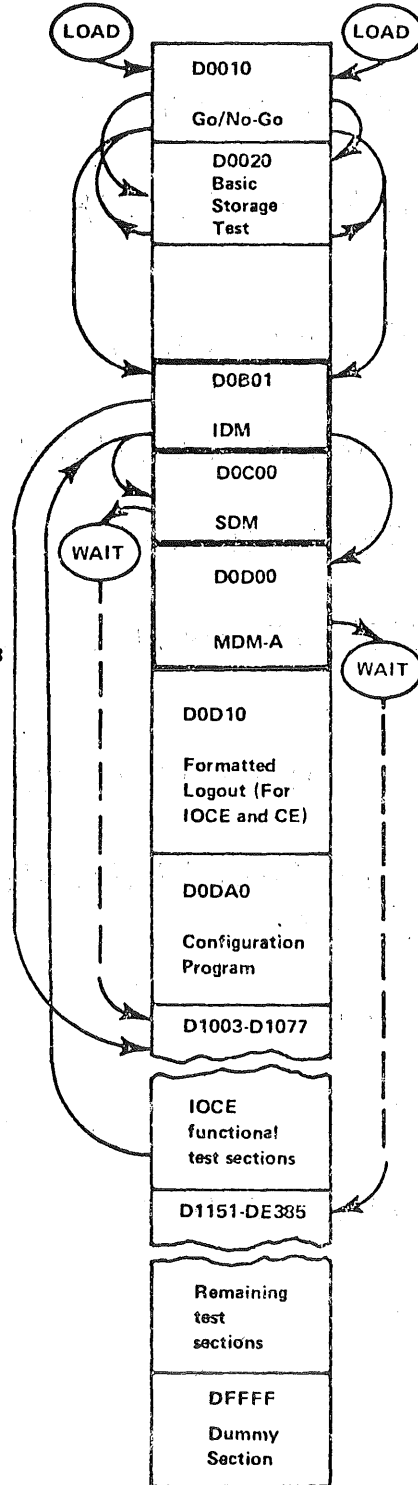 LOAD
LOAD
D0010
Go/No-Go
D0020
Basic
Storage
Test
D0B01
IDM
D0C00
SDM
WAIT
D0D00
MDM-A
WAIT
D0D10
Formatted
Logout (For
IOCE and CE)
D0DA0
Configuration
Program
D1003-D1077
IOCE
functional
test sections
D1151-DE385
Remaining
test
sections
DFFFF
Dummy
Section